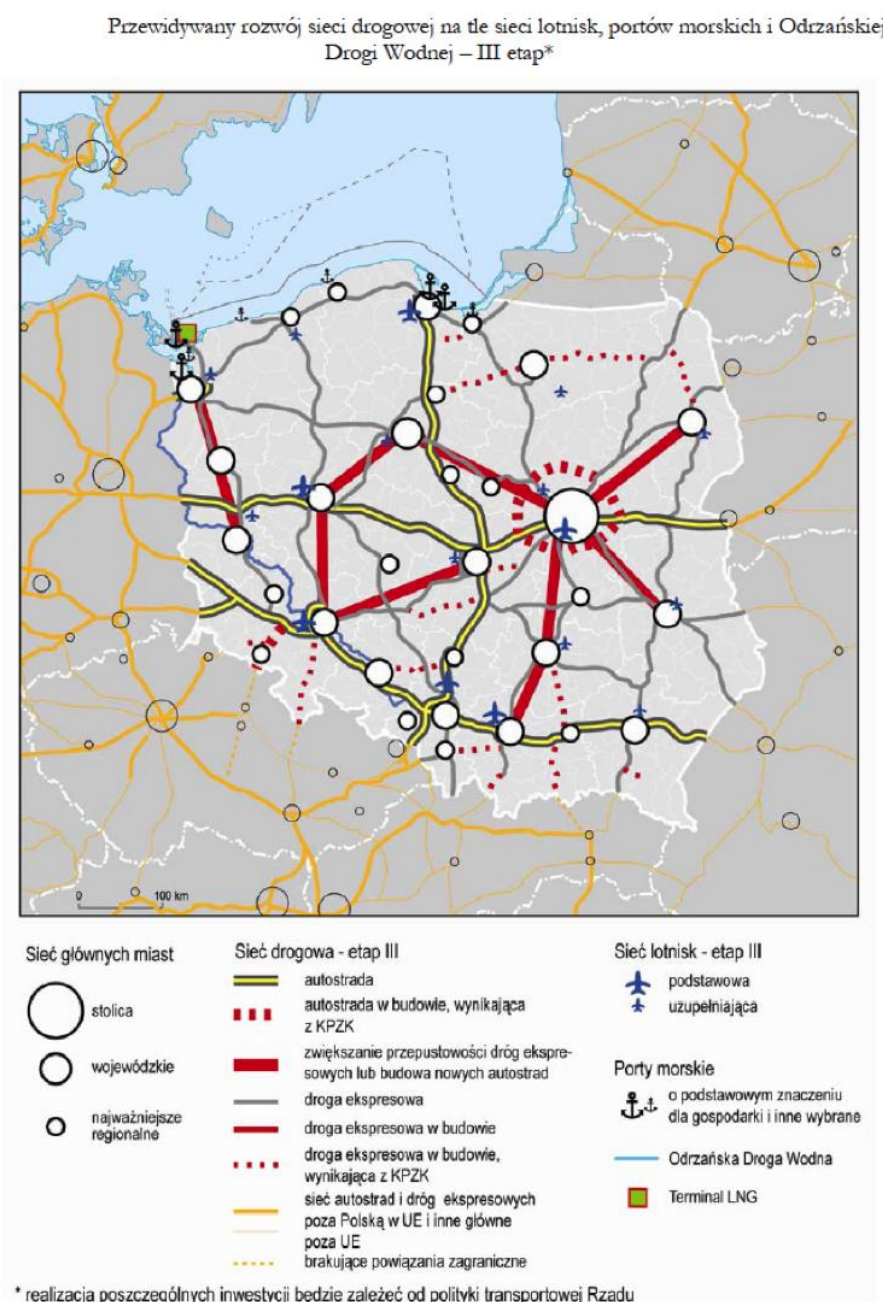 Przewidywany rozwój sieci drogowej na tle sieci lotnisk, portów morskich i Odrzańskiej
Drogi Wodnej – III etap*
0 100 km
Sieć głównych miast
stolica
wojewódzkie
najważniejsze
regionalne
Sieć drogowa - etap III
autostrada
autostrada w budowie, wynikająca
z KPZK
zwiększanie przepustowości dróg ekspre-
sowych lub budowa nowych autostrad
droga ekspresowa
droga ekspresowa w budowie
droga ekspresowa w budowie,
wynikająca z KPZK
sieć autostrad i dróg ekspresowych
poza Polską w UE i inne główne
poza UE
brakujące powiązania zagraniczne
Sieć lotnisk - etap III
podstawowa
uzupełniająca
Porty morskie
o podstawowym znaczeniu
dla gospodarki i inne wybrane
Odrzańska Droga Wodna
Terminal LNG
* realizacja poszczególnych inwestycji będzie zależeć od polityki transportowej Rządu